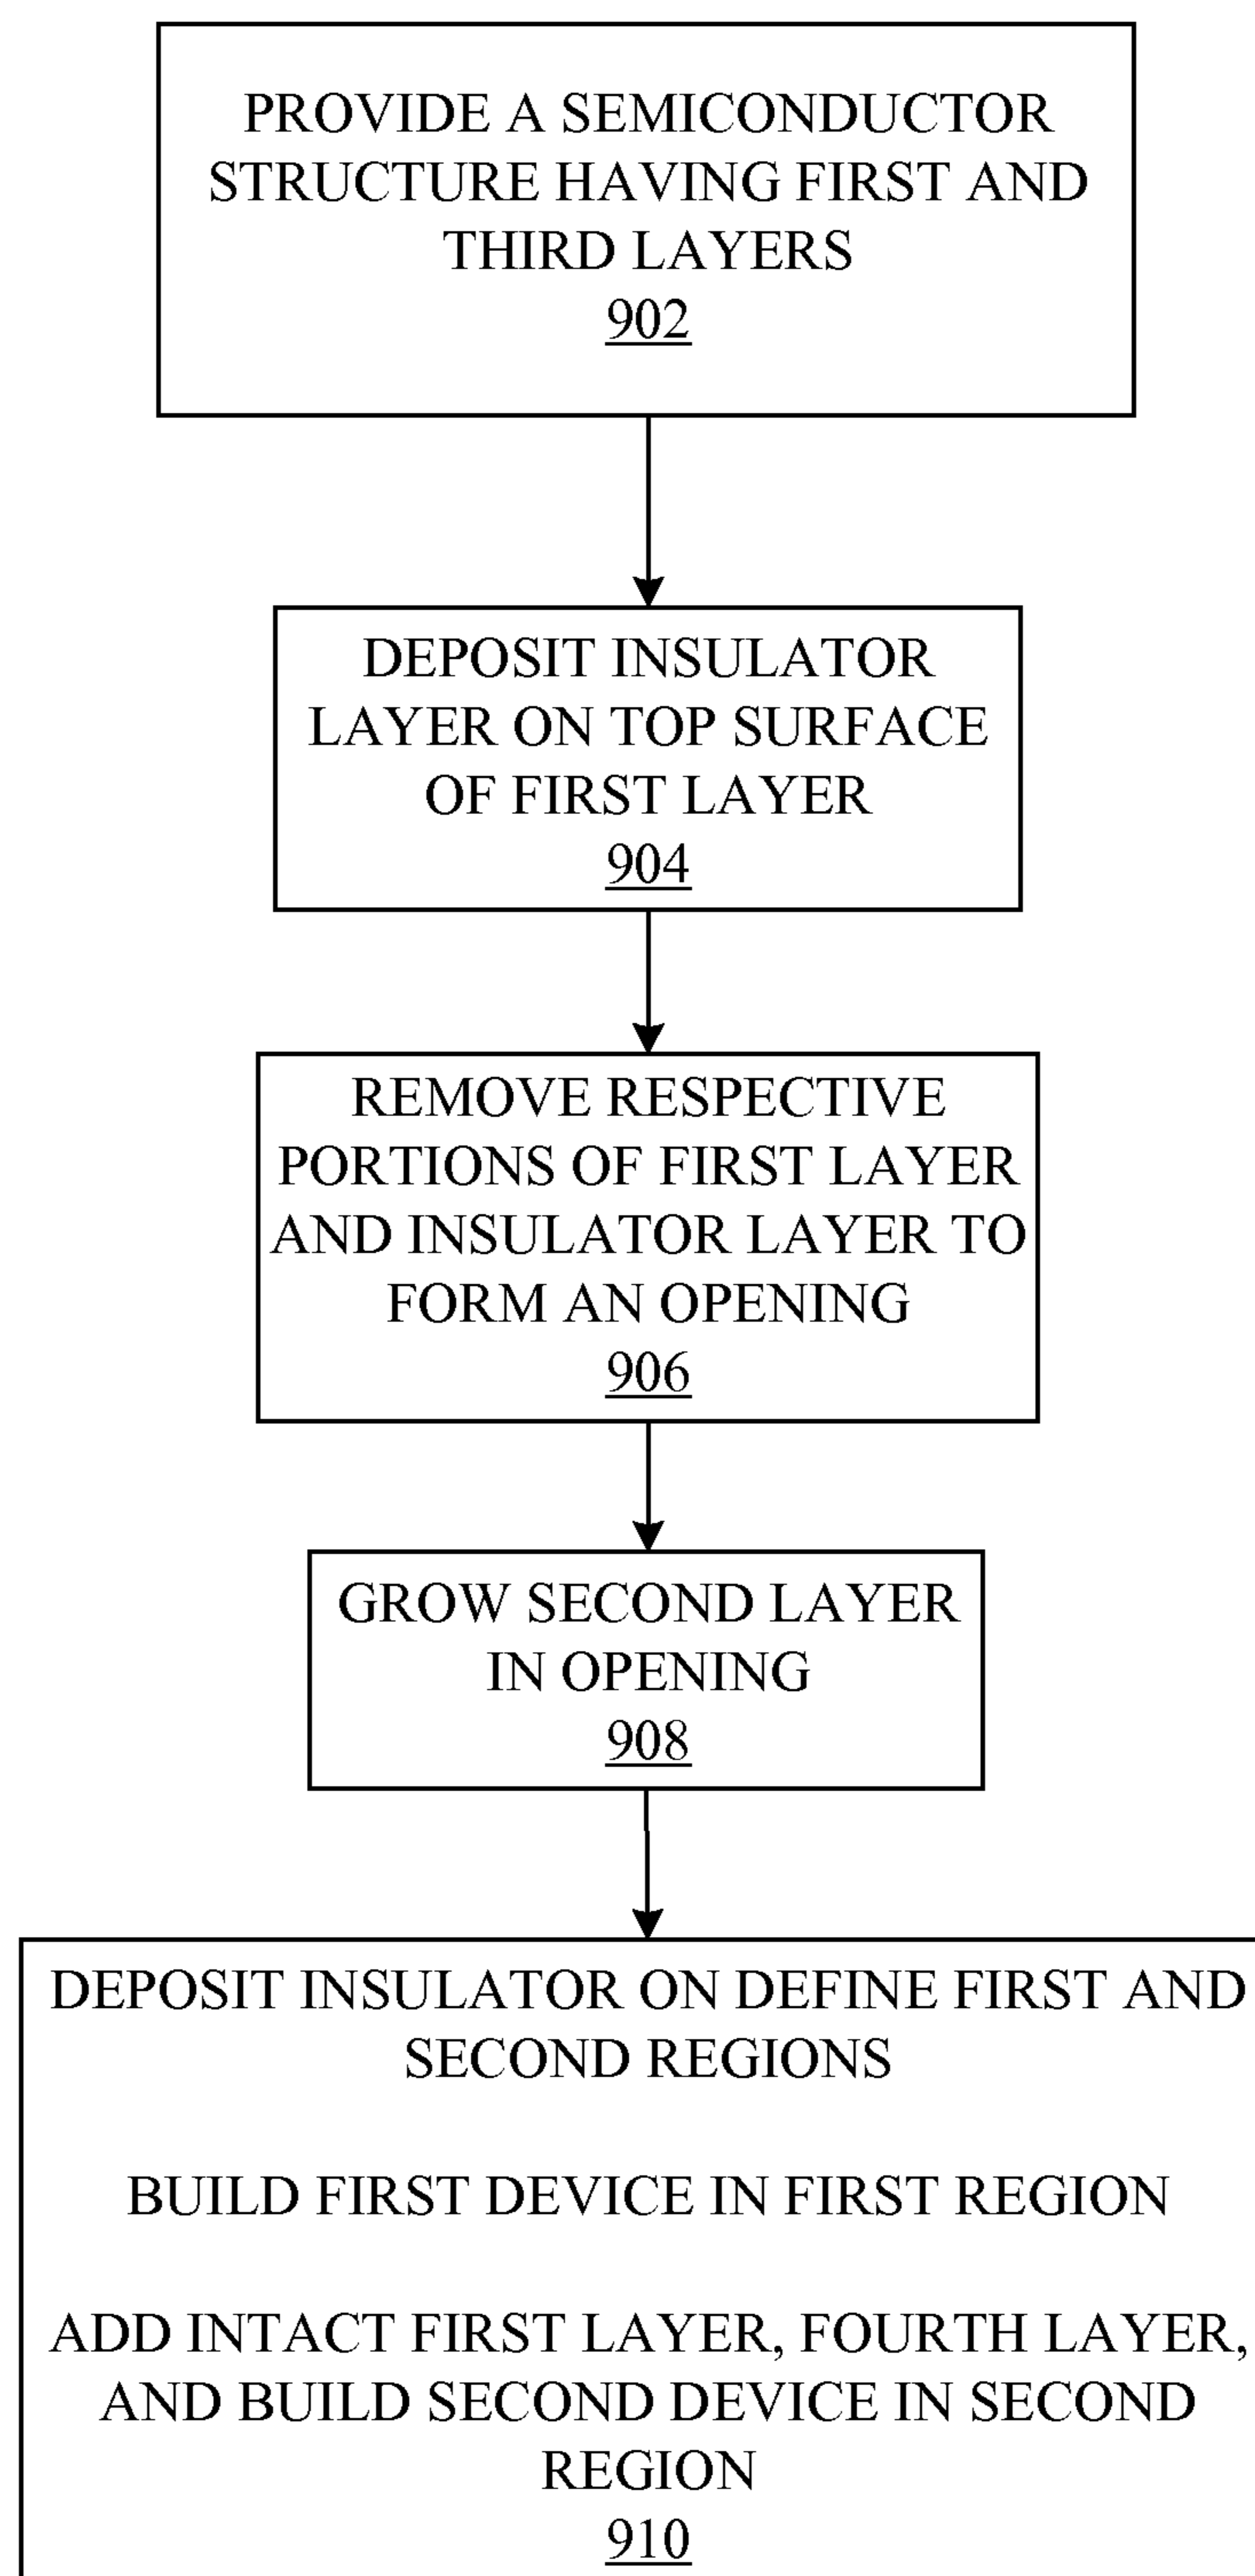 PROVIDE A SEMICONDUCTOR
STRUCTURE HAVING FIRST AND
THIRD LAYERS
902
DEPOSIT INSULATOR
LAYER ON TOP SURFACE
OF FIRST LAYER
904
REMOVE RESPECTIVE
PORTIONS OF FIRST LAYER
AND INSULATOR LAYER TO
FORM AN OPENING
906
GROW SECOND LAYER
IN OPENING
908
DEPOSIT INSULATOR ON DEFINE FIRST AND
SECOND REGIONS
BUILD FIRST DEVICE IN FIRST REGION
ADD INTACT FIRST LAYER, FOURTH LAYER,
AND BUILD SECOND DEVICE IN SECOND
REGION
910